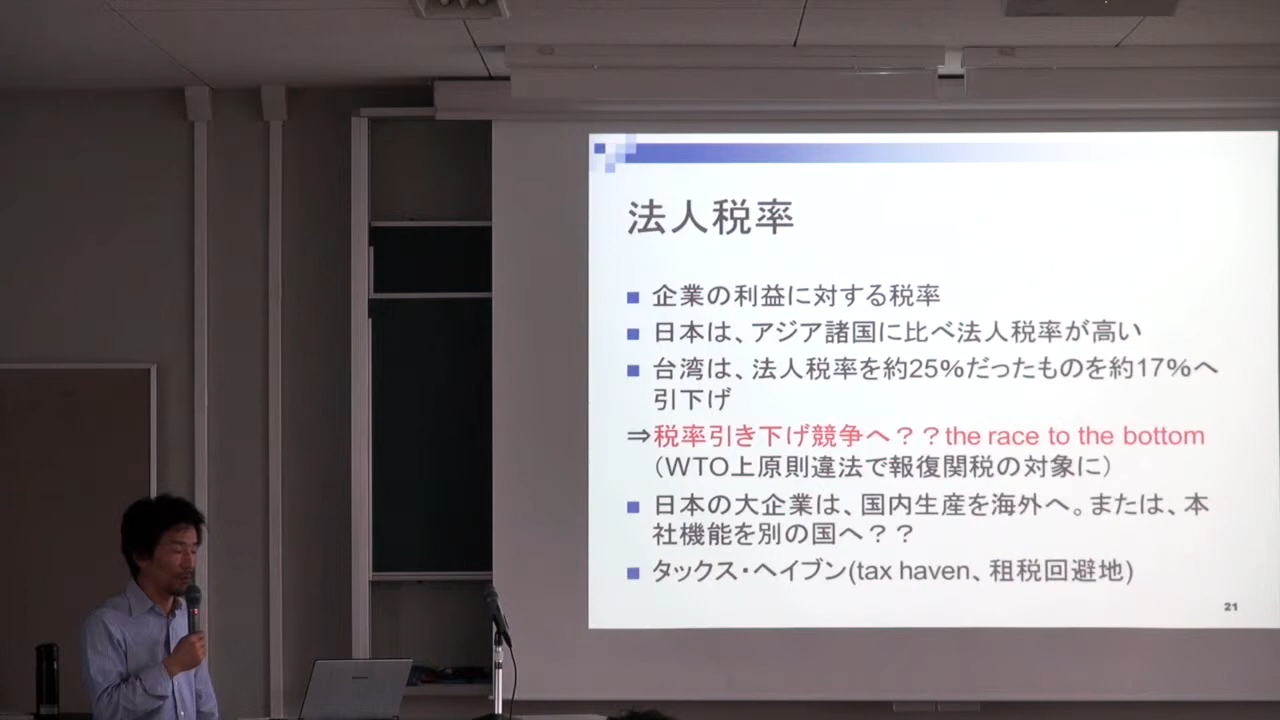 法人税率
企業の利益に対する税率
日本は、アジア諸国に比べ法人税率が高い
台湾は、法人税率を約25%だったものを約17%へ
引下げ
⇒税率引き下げ競争へ??the race to the bottom
(WTO上原則違法で報復関税の対象に)
日本の大企業は、国内生産を海外へ。または、本
社機能を別の国へ??
タックス・ヘイブン(tax haven、租税回避地)
21